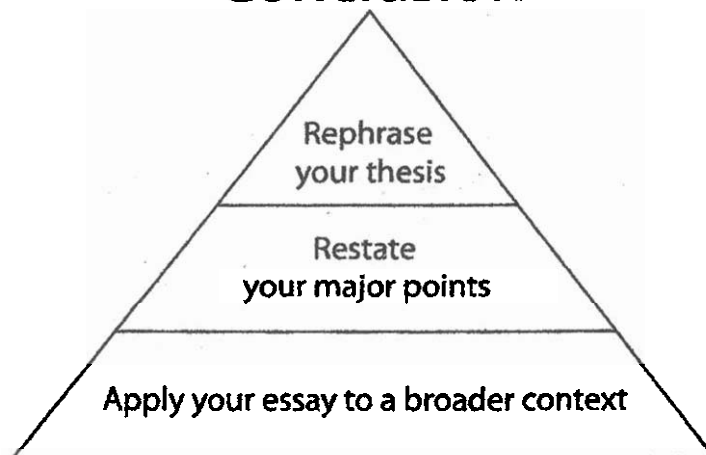 Rephrase
your thesis
Restate
your major points
Apply your essay to a broader context